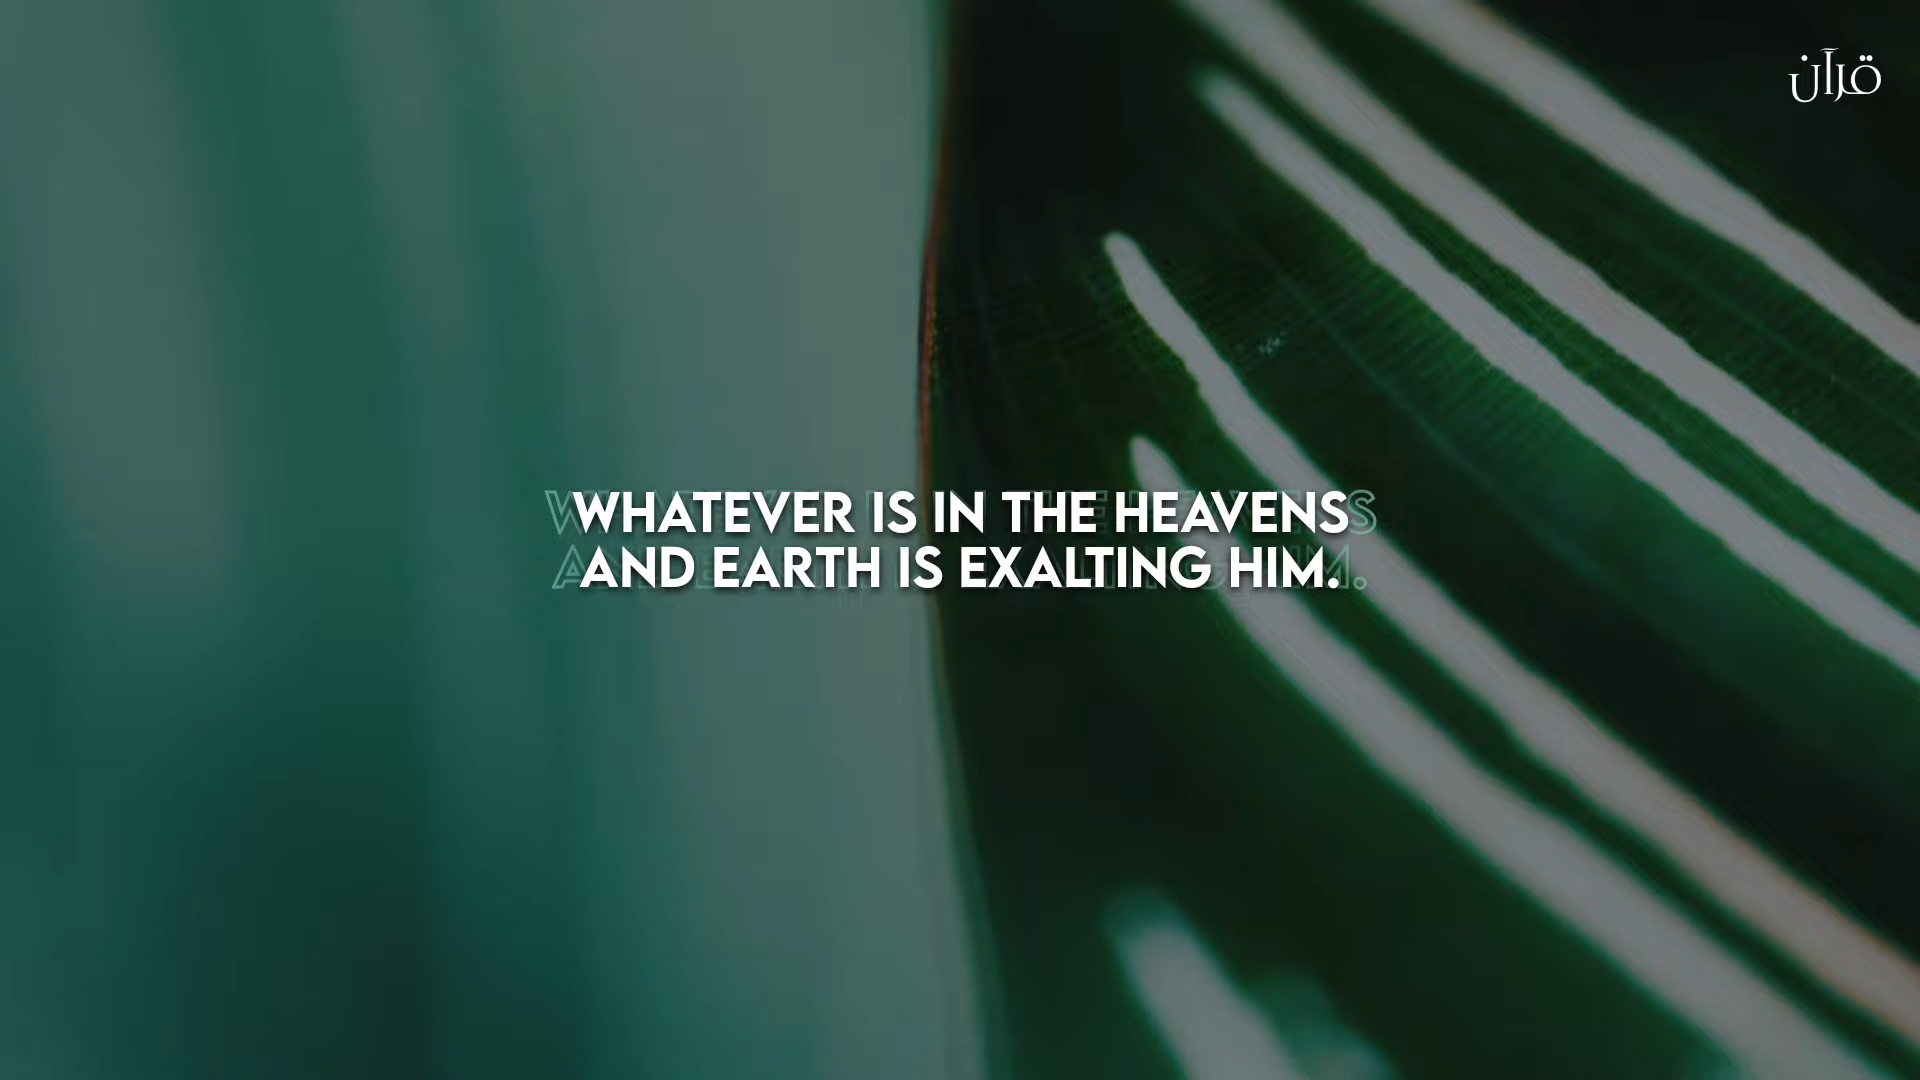 قرآن
WHATEVER IS IN THE HEAVENS
AND EARTH IS EXALTING HIM.